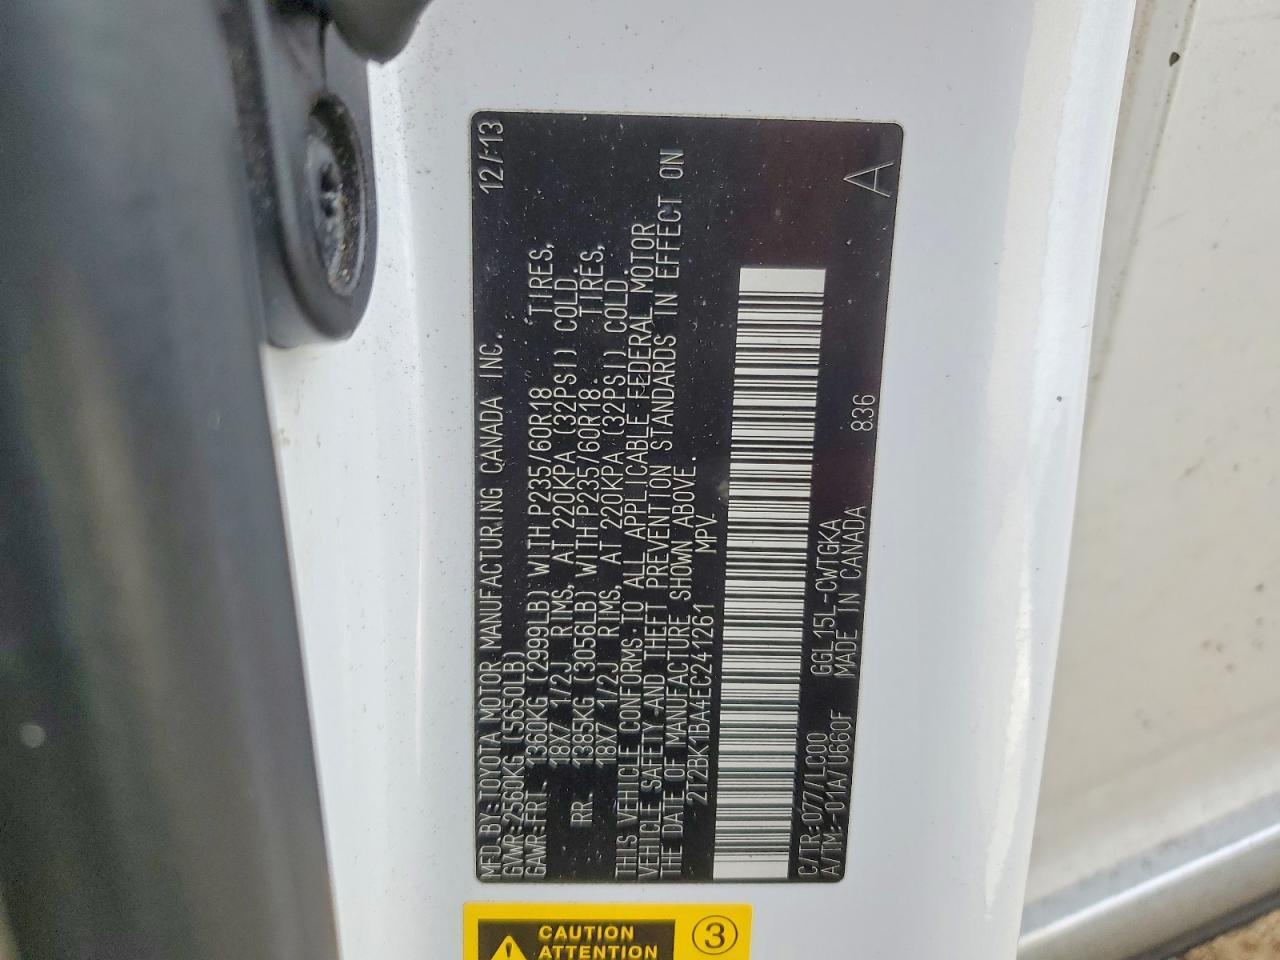 MFD.BY:TOYOTA MOTOR MANUFACTURING CANADA INC. 12/13
GVWR:2560KG (5650LB)
GAWR:FRT. 1360KG (2999LB) WITH P235/60R18 TIRES,
18X7 1/2J RIMS, AT 220KPA (32PSI) COLD.
RR. 1385KG (3056LB) WITH P235/60R18. TIRES,
18X7 1/2J RIMS, AT 220KPA (32PSI) COLD.
THIS VEHICLE CONFORMS TO ALL APPLICABLE FEDERAL MOTOR
VEHICLE SAFETY AND THEFT PREVENTION STANDARDS IN EFFECT ON
THE DATE OF MANUFACTURE SHOWN ABOVE.
2T2BK1BA4EC241261 MPV
C/TR:077/LC00 GGL15L-CWTGKA 836 A
A/TM:-01A/U660F MADE IN CANADA
CAUTION
ATTENTION
3